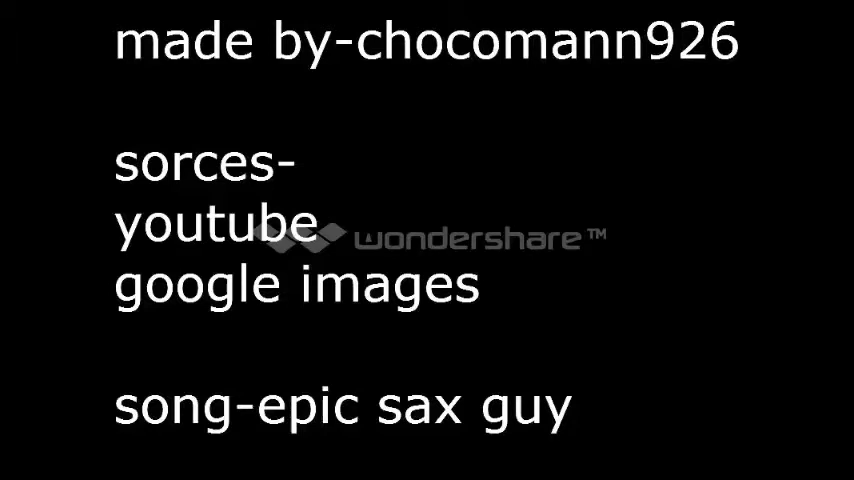 made by-chocomann926
sorces-
youtube
wondershare™
google images
song-epic sax guy